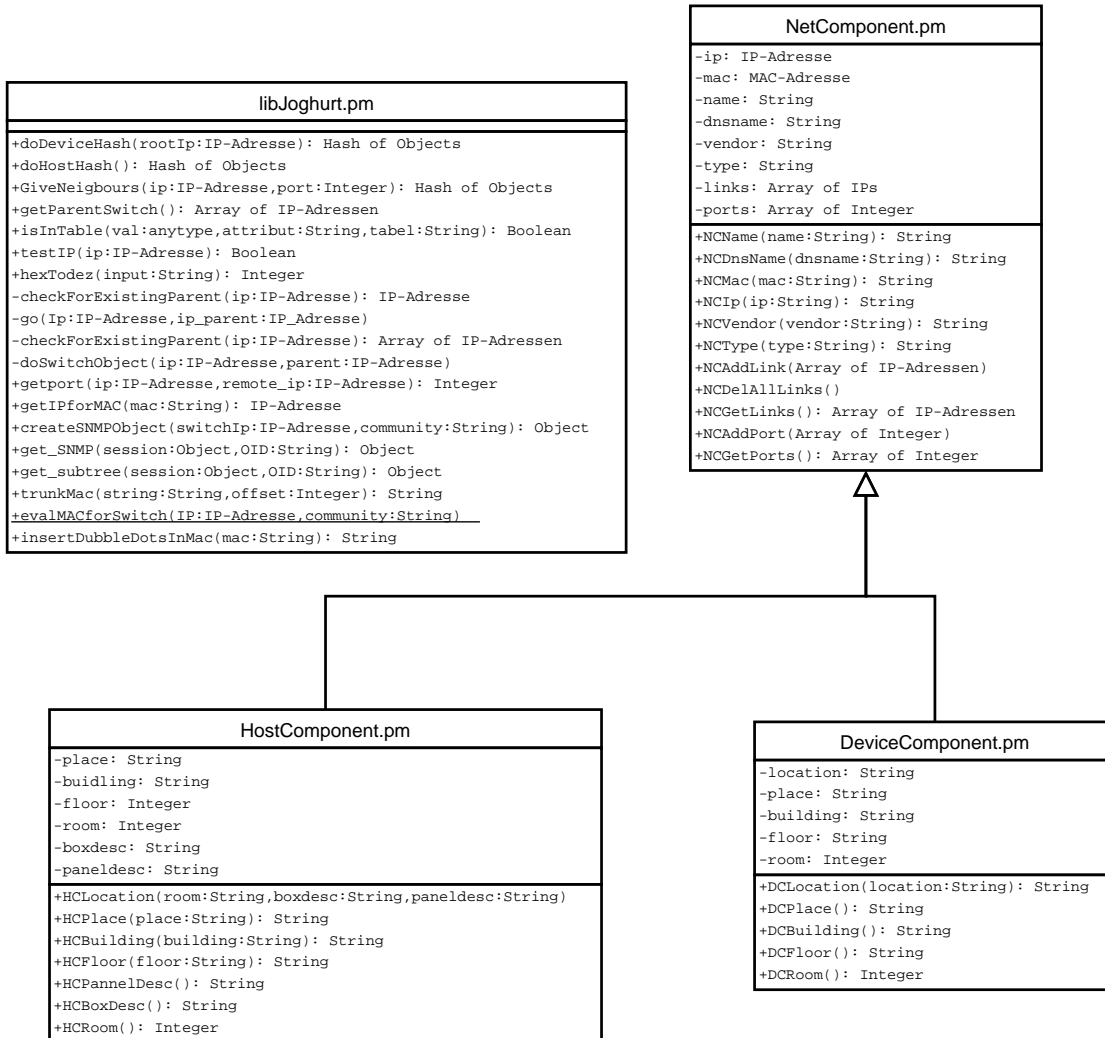 NetComponent.pm
-ip: IP-Adresse
-mac: MAC-Adresse
-name: String
-dnsname: String
-vendor: String
-type: String
-links: Array of IPs
-ports: Array of Integer
+NCName(name:String): String
+NCDnsName(dnsname:String): String
+NCMac(mac:String): String
+NCIp(ip:String): String
+NCVendor(vendor:String): String
+NCType(type:String): String
+NCAddLink(Array of IP-Adressen)
+NCDelAllLinks()
+NCGetLinks(): Array of IP-Adressen
+NCAddPort(Array of Integer)
+NCGetPorts(): Array of Integer
libJoghurt.pm
+doDeviceHash(rootIp:IP-Adresse): Hash of Objects
+doHostHash(): Hash of Objects
+GiveNeigbours(ip:IP-Adresse,port:Integer): Hash of Objects
+getParentSwitch(): Array of IP-Adressen
+isInTable(val:anytype,attribut:String,tabel:String): Boolean
+testIP(ip:IP-Adresse): Boolean
+hexTodez(input:String): Integer
-checkForExistingParent(ip:IP-Adresse): IP-Adresse
-go(Ip:IP-Adresse,ip_parent:IP_Adresse)
-checkForExistingParent(ip:IP-Adresse): Array of IP-Adressen
-doSwitchObject(ip:IP-Adresse,parent:IP-Adresse)
+getport(ip:IP-Adresse,remote_ip:IP-Adresse): Integer
+getIPforMAC(mac:String): IP-Adresse
+createSNMPObject(switchIp:IP-Adresse,community:String): Object
+get_SNMP(session:Object,OID:String): Object
+get_subtree(session:Object,OID:String): Object
+trunkMac(string:String,offset:Integer): String
+evalMACforSwitch(IP:IP-Adresse,community:String)
+insertDubbleDotsInMac(mac:String): String
HostComponent.pm
-place: String
-buidling: String
-floor: Integer
-room: Integer
-boxdesc: String
-paneldesc: String
+HCLocation(room:String,boxdesc:String,paneldesc:String)
+HCPlace(place:String): String
+HCBuilding(building:String): String
+HCFloor(floor:String): String
+HCPannelDesc(): String
+HCBoxDesc(): String
+HCRoom(): Integer
DeviceComponent.pm
-location: String
-place: String
-building: String
-floor: String
-room: Integer
+DCLocation(location:String): String
+DCPlace(): String
+DCBuilding(): String
+DCFloor(): String
+DCRoom(): Integer